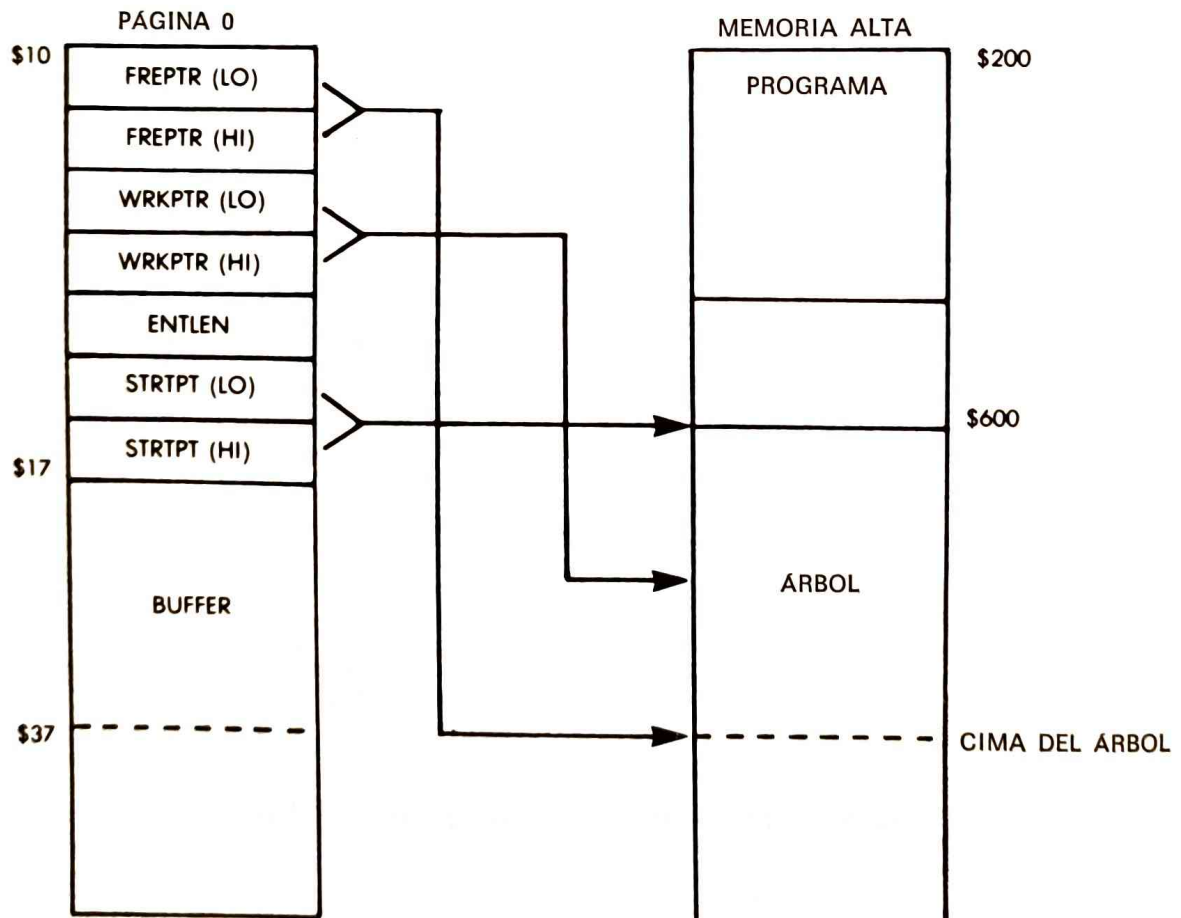 PÁGINA 0
$10
FREPTR (LO)
FREPTR (HI)
WRKPTR (LO)
WRKPTR (HI)
ENTLEN
STRTPT (LO)
STRTPT (HI)
$17
BUFFER
$37
MEMORIA ALTA
$200
PROGRAMA
$600
ÁRBOL
CIMA DEL ÁRBOL